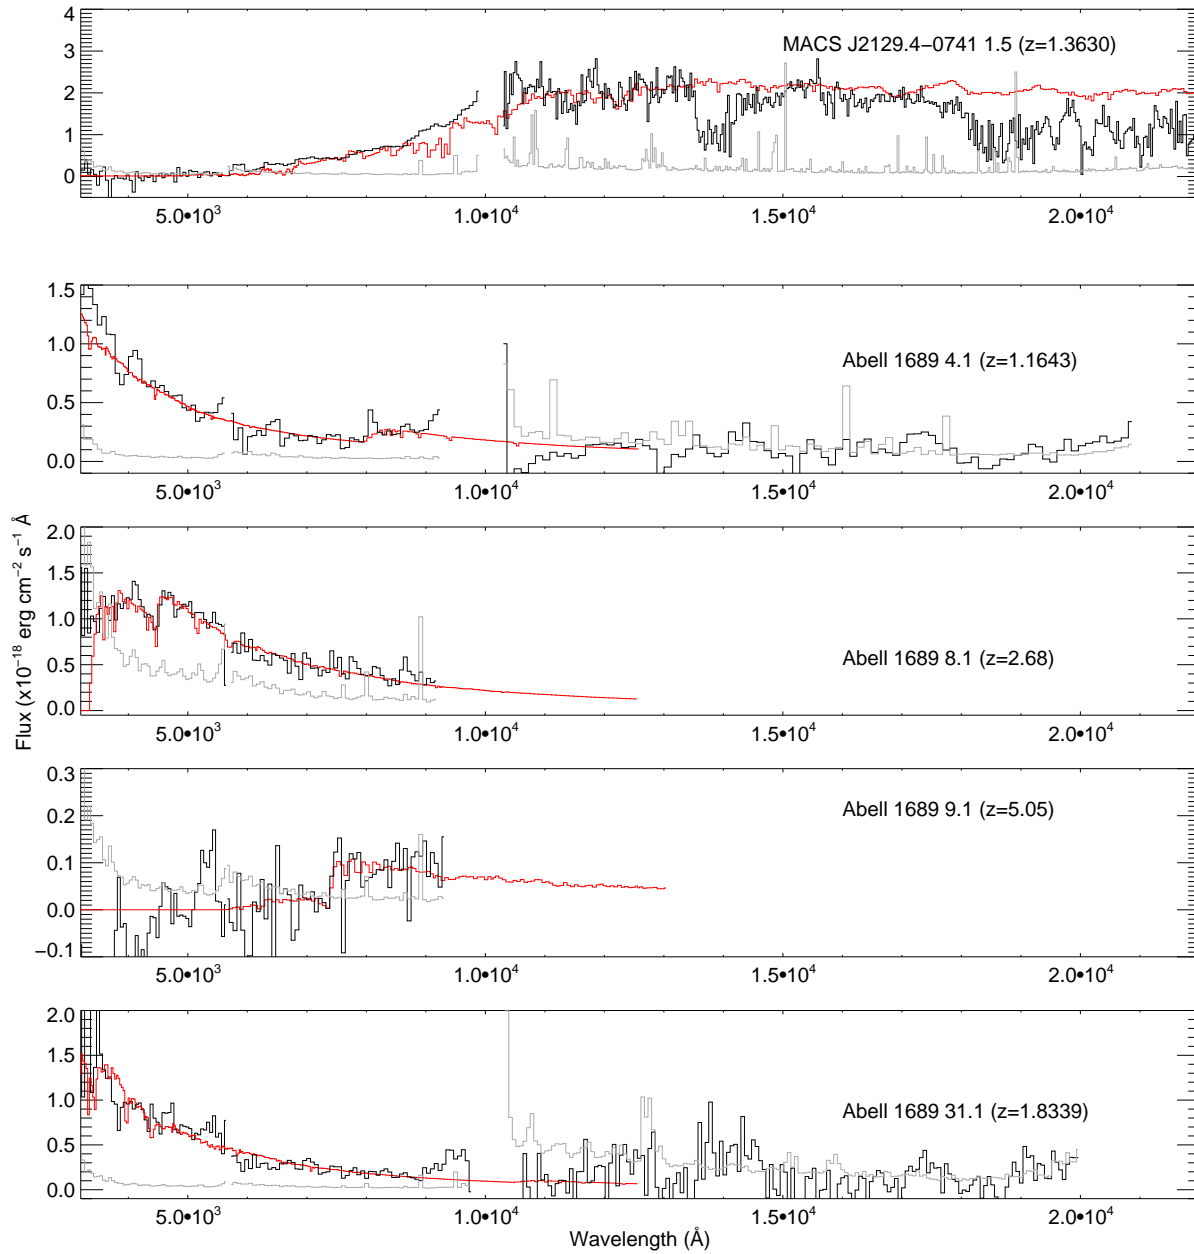 4
3
2
1
0
MACS J2129.4−0741 1.5 (z=1.3630)
5.0•10³ 1.0•10⁴ 1.5•10⁴ 2.0•10⁴
1.5
1.0
0.5
0.0
Abell 1689 4.1 (z=1.1643)
5.0•10³ 1.0•10⁴ 1.5•10⁴ 2.0•10⁴
Flux (x10⁻¹⁸ erg cm⁻² s⁻¹ Å
2.0
1.5
1.0
0.5
0.0
Abell 1689 8.1 (z=2.68)
5.0•10³ 1.0•10⁴ 1.5•10⁴ 2.0•10⁴
0.3
0.2
0.1
0.0
−0.1
Abell 1689 9.1 (z=5.05)
5.0•10³ 1.0•10⁴ 1.5•10⁴ 2.0•10⁴
2.0
1.5
1.0
0.5
0.0
Abell 1689 31.1 (z=1.8339)
5.0•10³ 1.0•10⁴ 1.5•10⁴ 2.0•10⁴
Wavelength (Å)